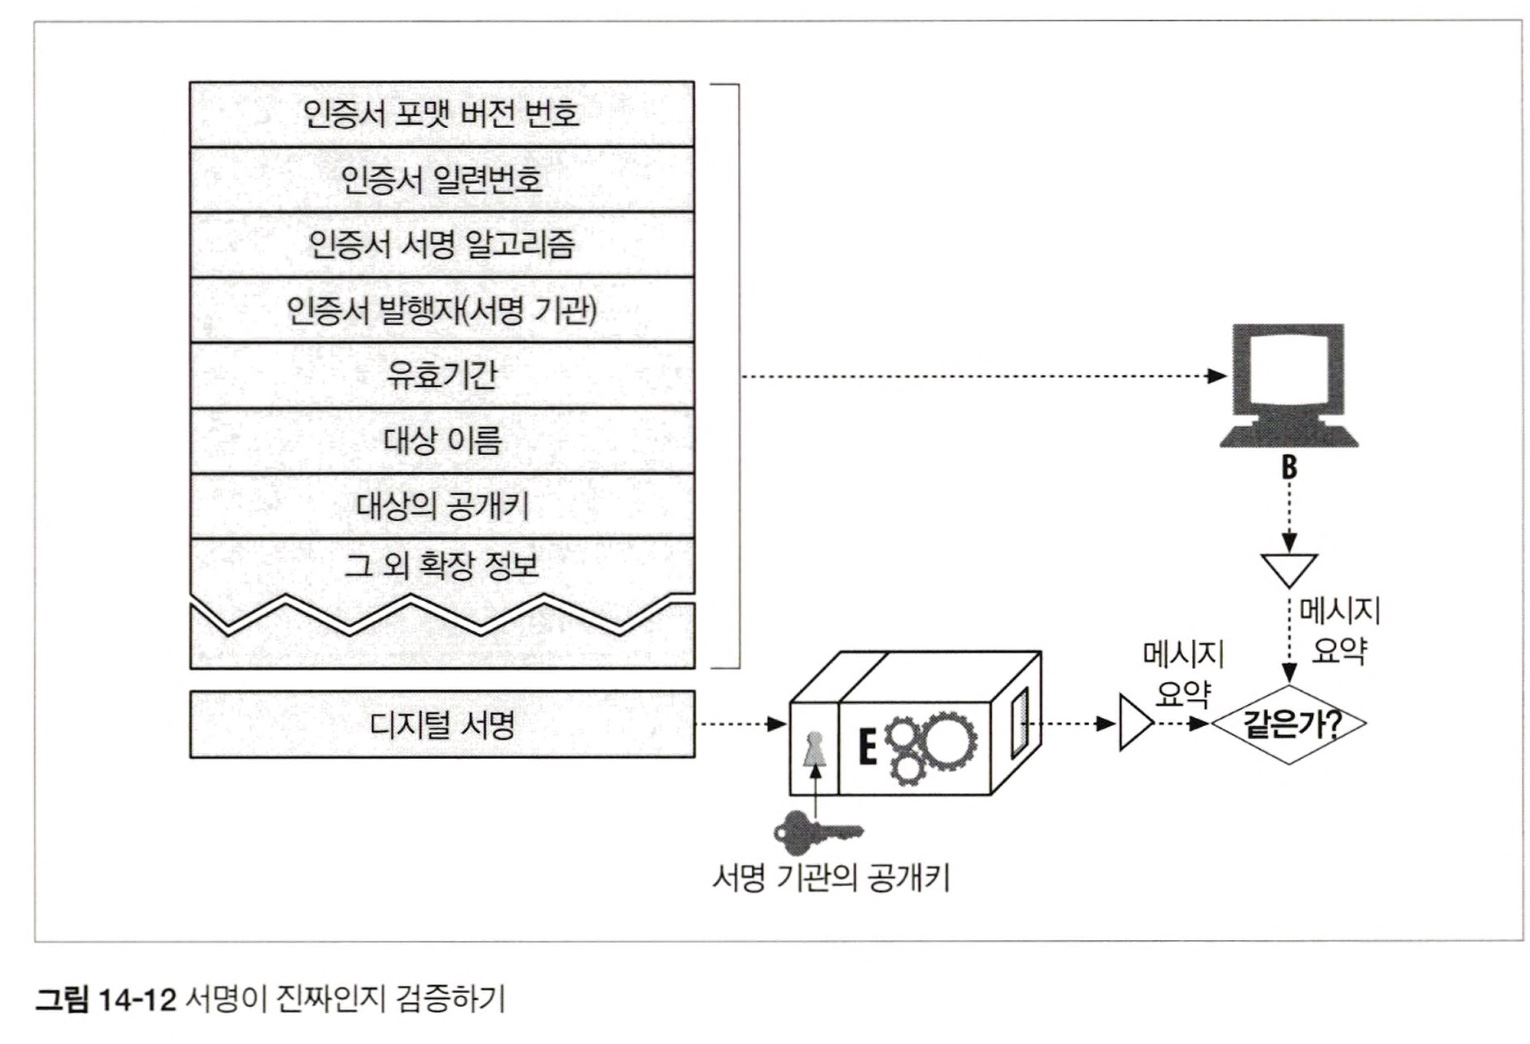 인증서 포맷 버전 번호
인증서 일련번호
인증서 서명 알고리즘
인증서 발행자(서명 기관)
유효기간
대상 이름
대상의 공개키
그 외 확장 정보
디지털 서명
B
메시지
요약
메시지
요약
같은가?
E
서명 기관의 공개키
그림 14-12 서명이 진짜인지 검증하기